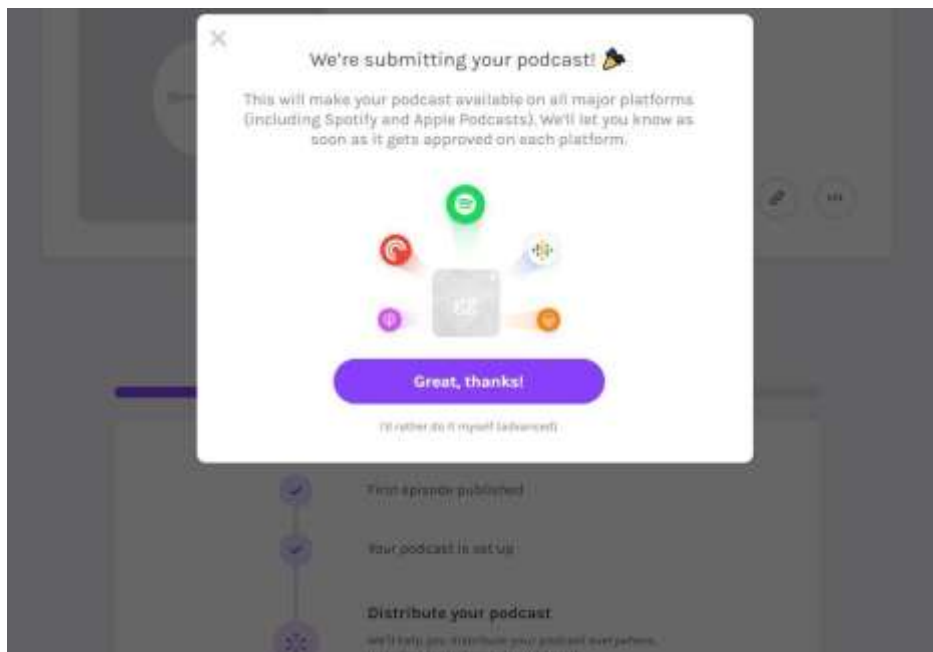 We're submitting your podcast!
This will make your podcast available on all major platforms
(including Spotify and Apple Podcasts). We'll let you know as
soon as it gets approved on each platform.
Great, thanks!
I'd rather do it myself (advanced)
First episode published
Your podcast is set up
Distribute your podcast
We'll help you distribute your podcast everywhere,